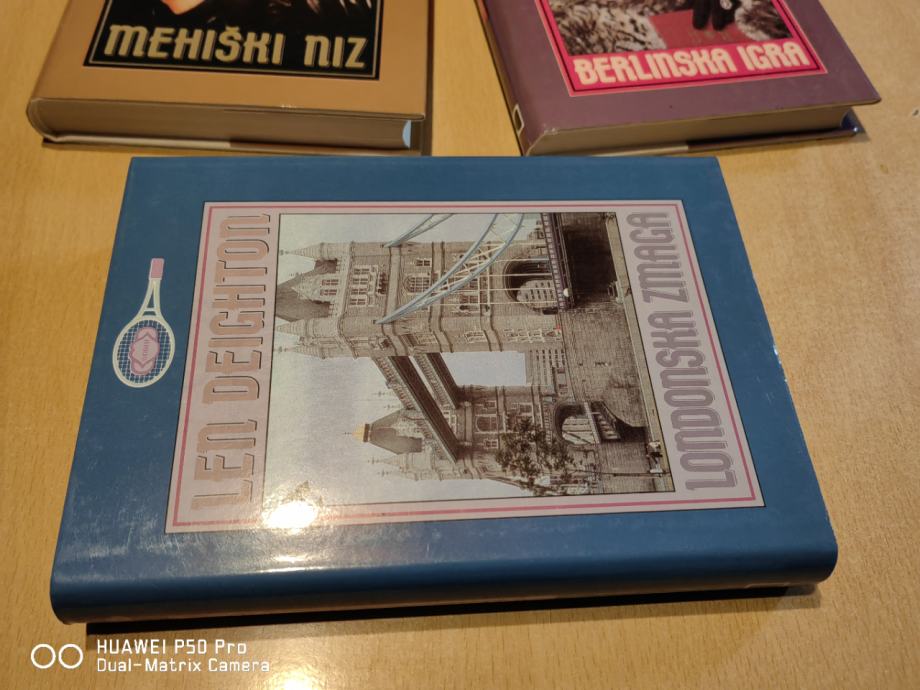 MEHIŠKI NIZ
BERLINSKA IGRA
LEN DEIGHTON
LONDONSKA ZMAGA
HUAWEI P50 Pro
Dual-Matrix Camera